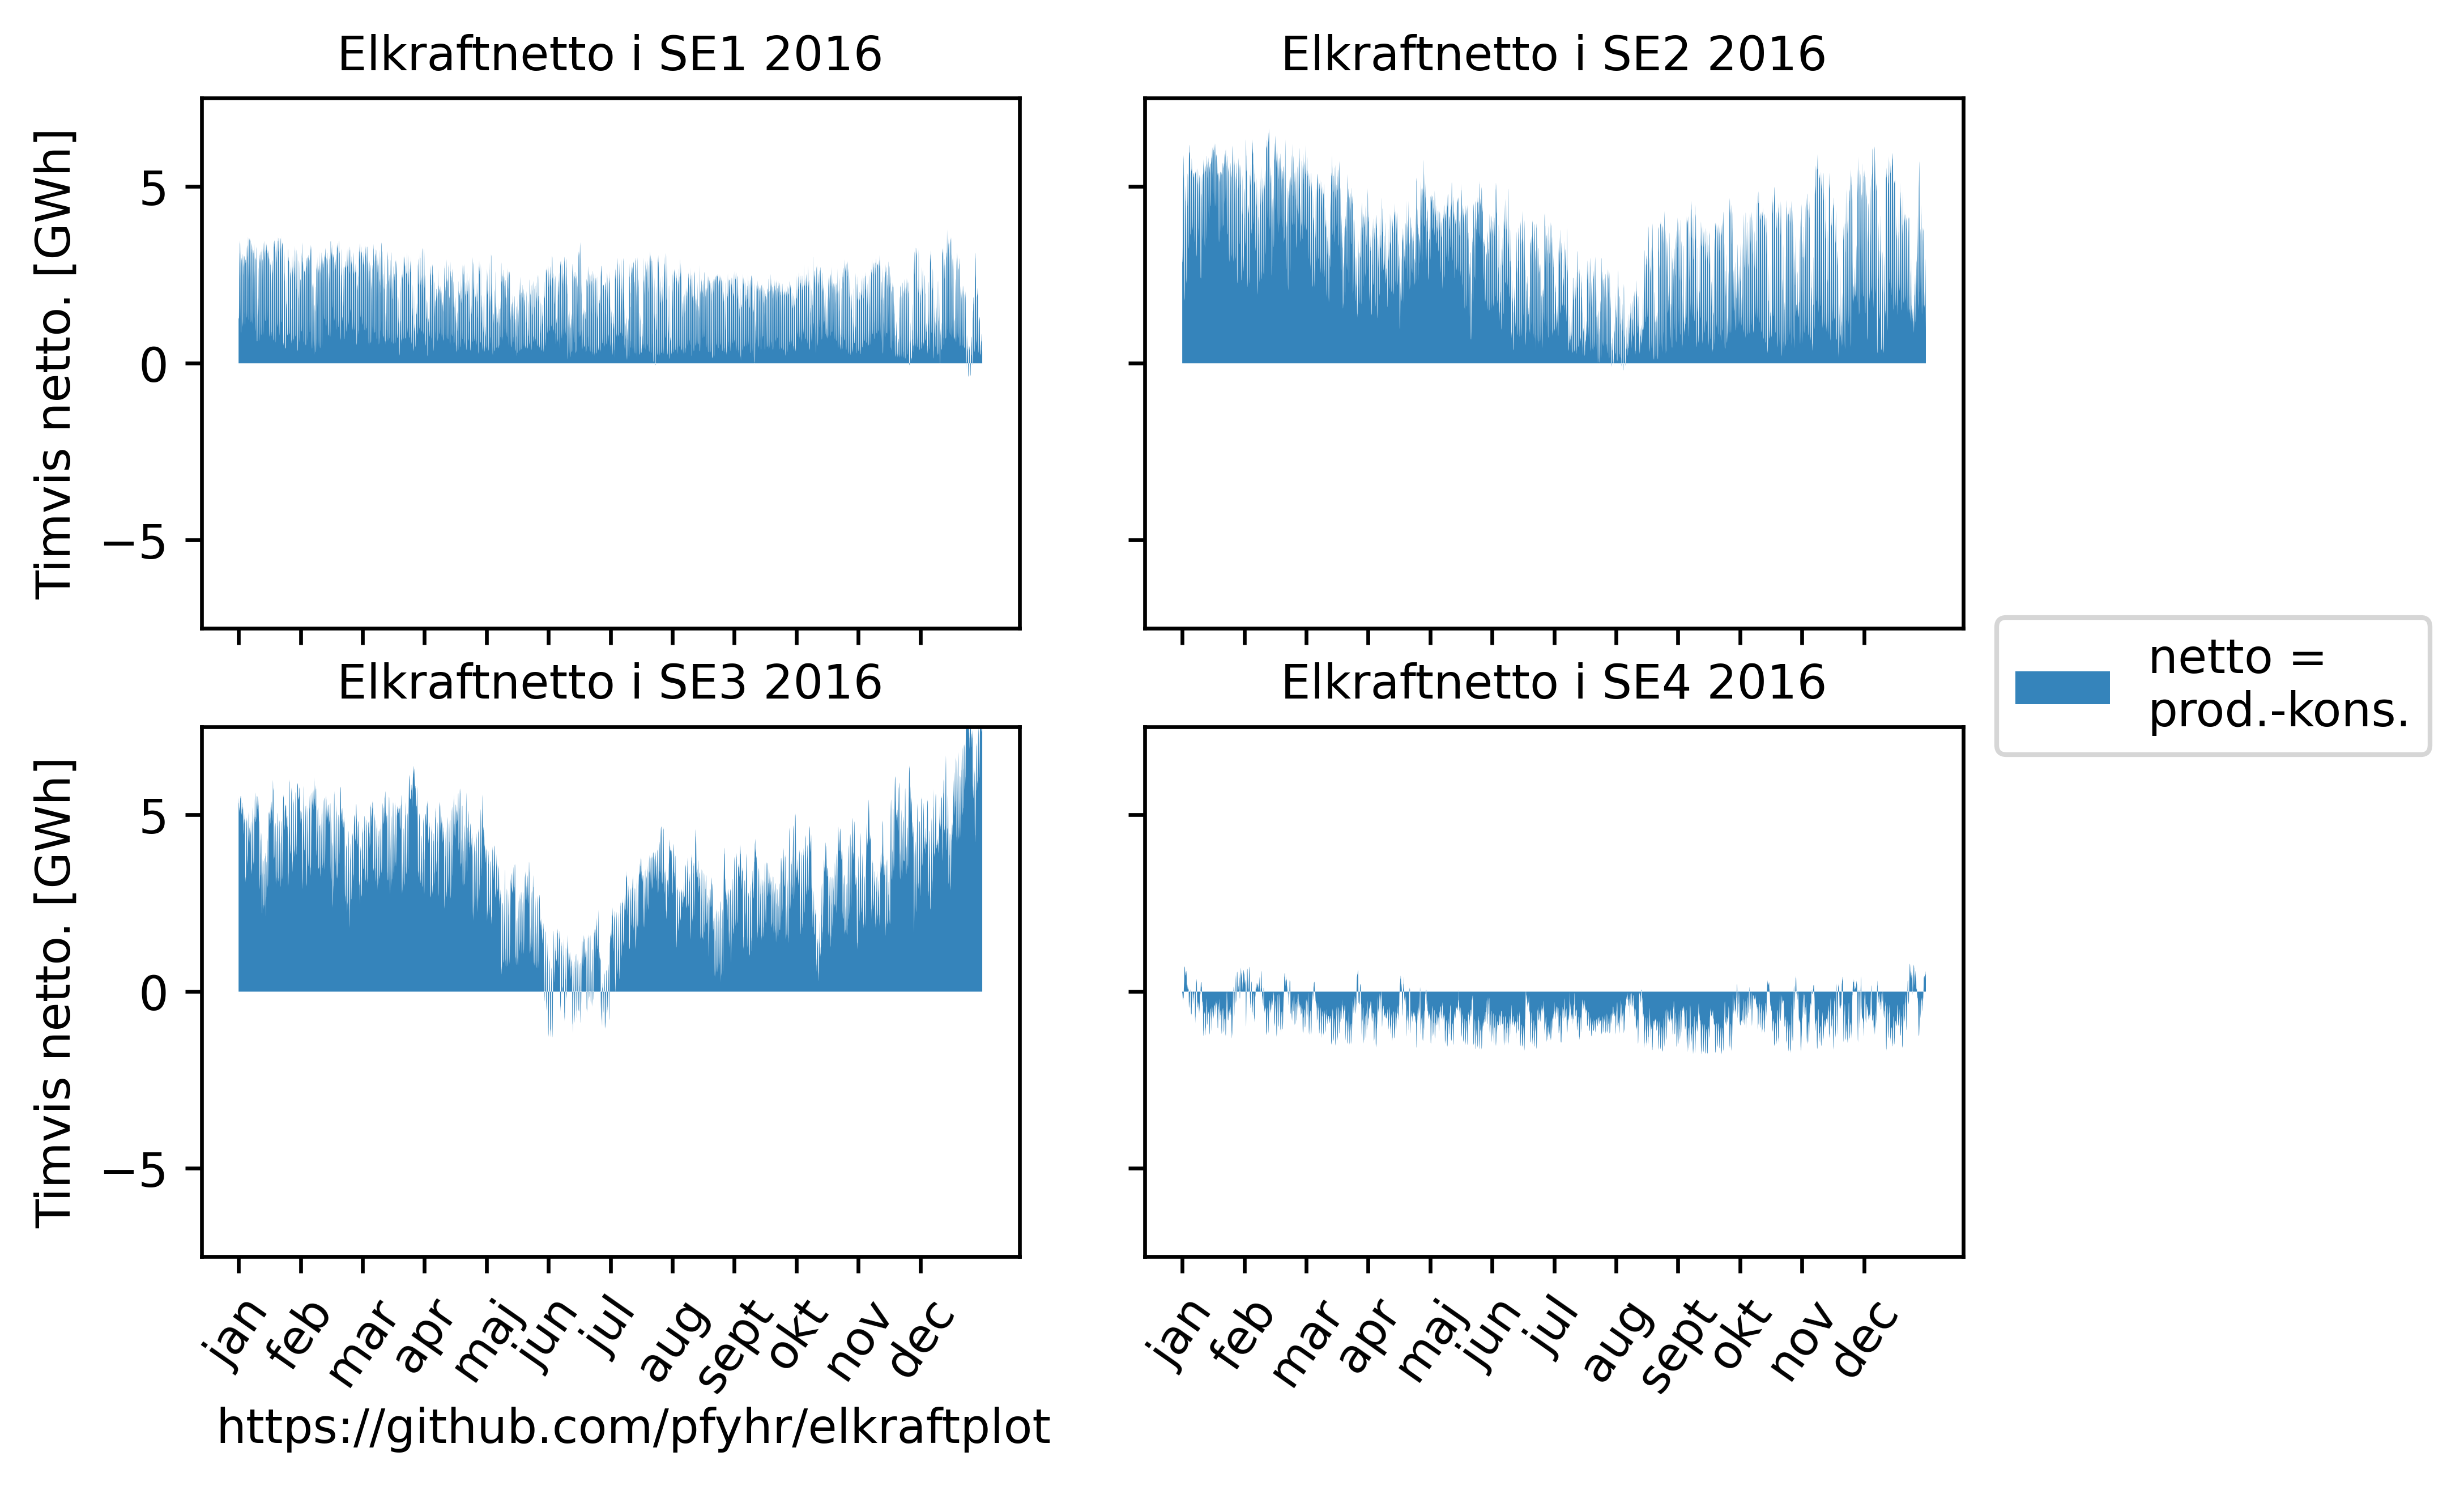 Elkraftnetto i SE1 2016
Elkraftnetto i SE2 2016
Timvis netto. [GWh]
5
0
−5
netto =
prod.-kons.
Elkraftnetto i SE3 2016
Elkraftnetto i SE4 2016
Timvis netto. [GWh]
5
0
−5
jan
feb
mar
apr
maj
jun
jul
aug
sept
okt
nov
dec
jan
feb
mar
apr
maj
jun
jul
aug
sept
okt
nov
dec
https://github.com/pfyhr/elkraftplot